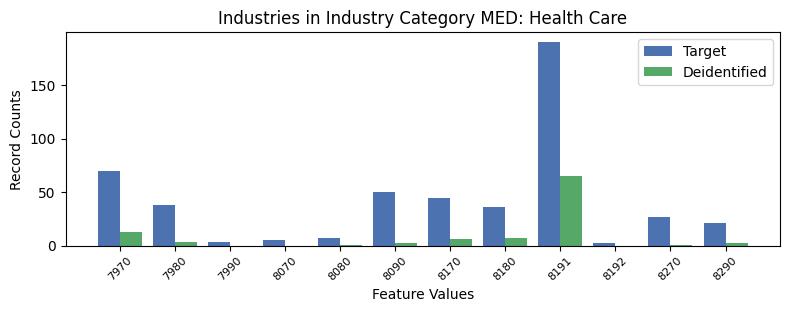 Industries in Industry Category MED: Health Care
Target
Deidentified
Record Counts
150
100
50
0
7970 7980 7990 8070 8080 8090 8170 8180 8191 8192 8270 8290
Feature Values